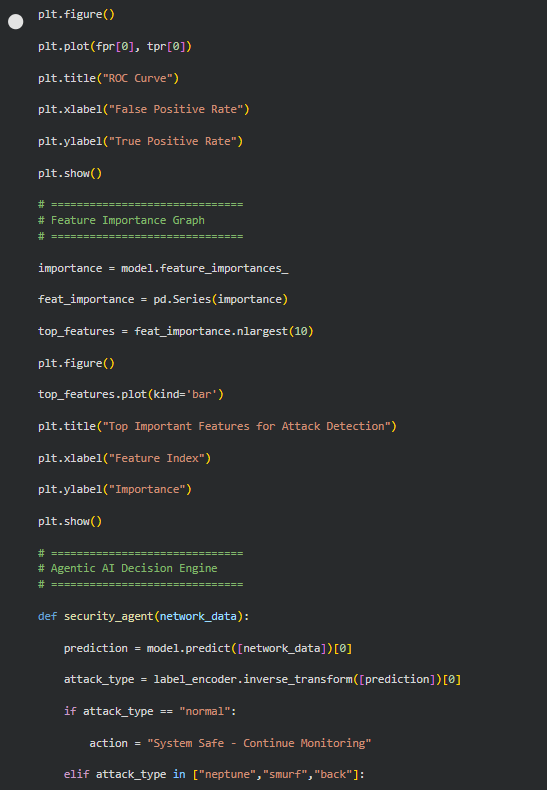 plt.figure()
plt.plot(fpr[0], tpr[0])
plt.title("ROC Curve")
plt.xlabel("False Positive Rate")
plt.ylabel("True Positive Rate")
plt.show()
# ==============================
# Feature Importance Graph
# ==============================
importance = model.feature_importances_
feat_importance = pd.Series(importance)
top_features = feat_importance.nlargest(10)
plt.figure()
top_features.plot(kind='bar')
plt.title("Top Important Features for Attack Detection")
plt.xlabel("Feature Index")
plt.ylabel("Importance")
plt.show()
# ==============================
# Agentic AI Decision Engine
# ==============================
def security_agent(network_data):
    prediction = model.predict([network_data])[0]
    attack_type = label_encoder.inverse_transform([prediction])[0]
    if attack_type == "normal":
        action = "System Safe - Continue Monitoring"
    elif attack_type in ["neptune","smurf","back"]: